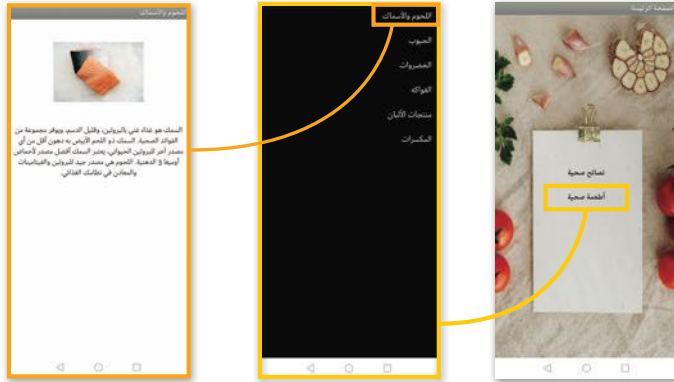 صفحة كرئيسة
نصائح صحية
أطعمة صحية
اللحوم والأسماك
الحبوب
الخضروات
الفواكه
منتجات الألبان
المكسرات
اللحوم والأسماك
السمك هو غذاء غني بالبروتين، وقليل الدسم، ويوفر مجموعة من
الفوائد الصحية. السمك ذو اللحم الأبيض به دهون أقل من أي
مصدر آخر للبروتين الحيواني، يعتبر السمك أفضل مصدر لأحماض
أوميغا 3 الدهنية. اللحوم هي مصدر جيد للبروتين والفيتامينات
والمعادن في نظامك الغذائي.